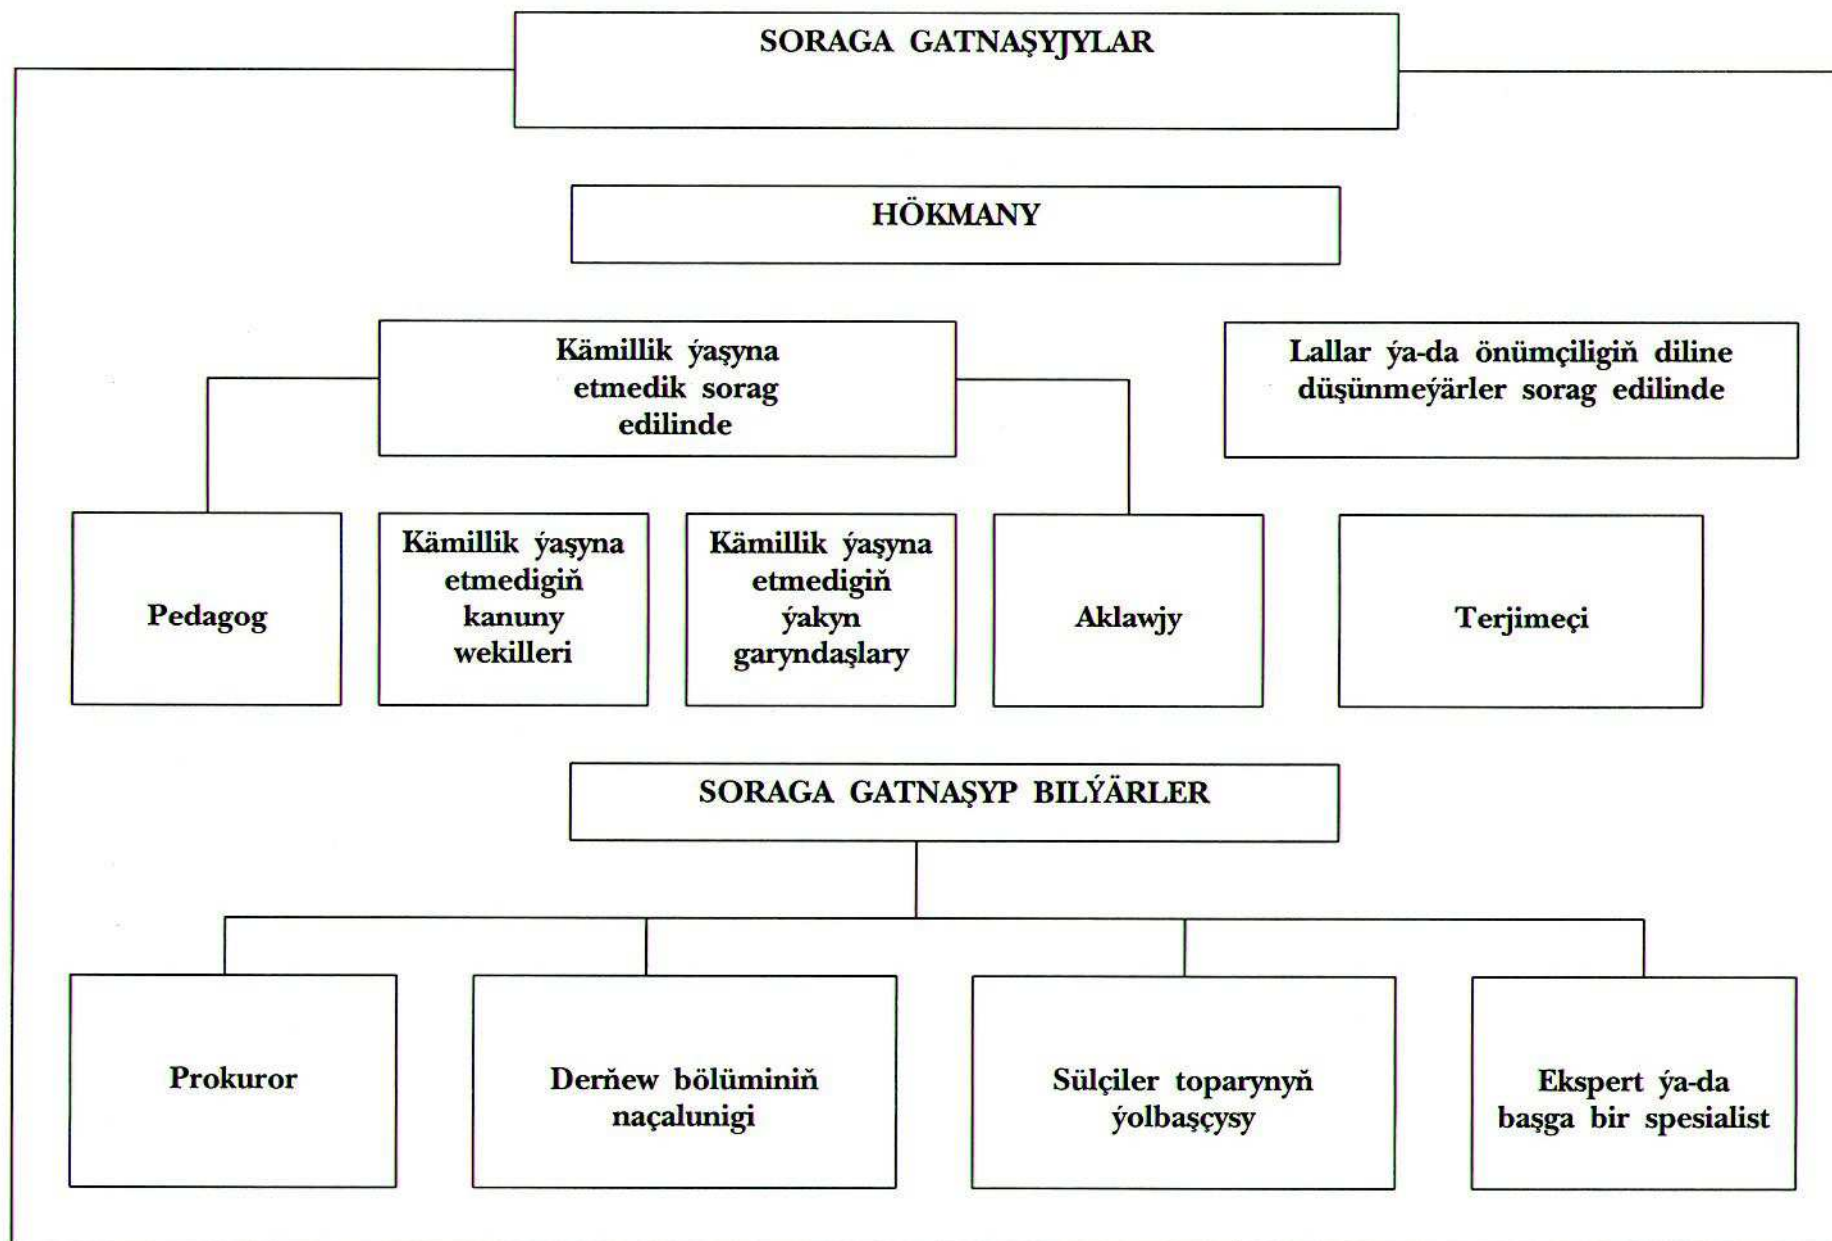 SORAGA GATNAŞYJYLAR
HÖKMANY
Kämillik ýaşyna
etmedik sorag
edilinde
Lallar ýa-da önümçiligiň diline
düşünmeýärler sorag edilinde
Pedagog
Kämillik ýaşyna
etmedigiň
kanuny
wekilleri
Kämillik ýaşyna
etmedigiň
ýakyn
garyndaşlary
Aklawjy
Terjimeçi
SORAGA GATNAŞYP BILÝÄRLER
Prokuror
Derňew bölüminiň
naçalunigi
Sülçiler toparynyň
ýolbaşçysy
Ekspert ýa-da
başga bir spesialist